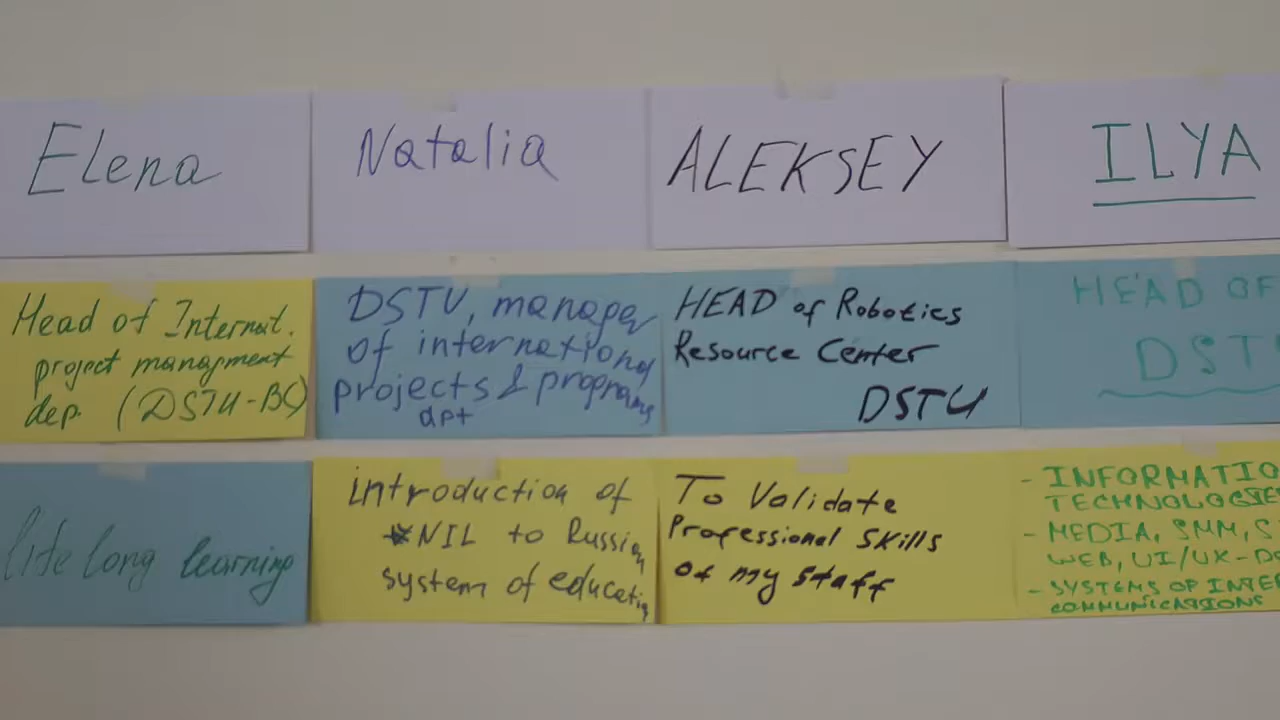 Elena
Natalia
ALEKSEY
ILYA
Head of Internat.
project managment
dep. (DSTU-BC)
DSTU, manager
of international
projects & programs
dpt
HEAD of Robotics
Resource Center
DSTU
HEAD OF
DST
life long learning
introduction of
NIL to Russian
system of education
To Validate
Professional Skills
of my staff
- INFORMATIO
TECHNOLOGIE
- MEDIA, SMM, S
WEB, UI/UX-D
- SYSTEMS OF INTER
COMMUNICATIONS